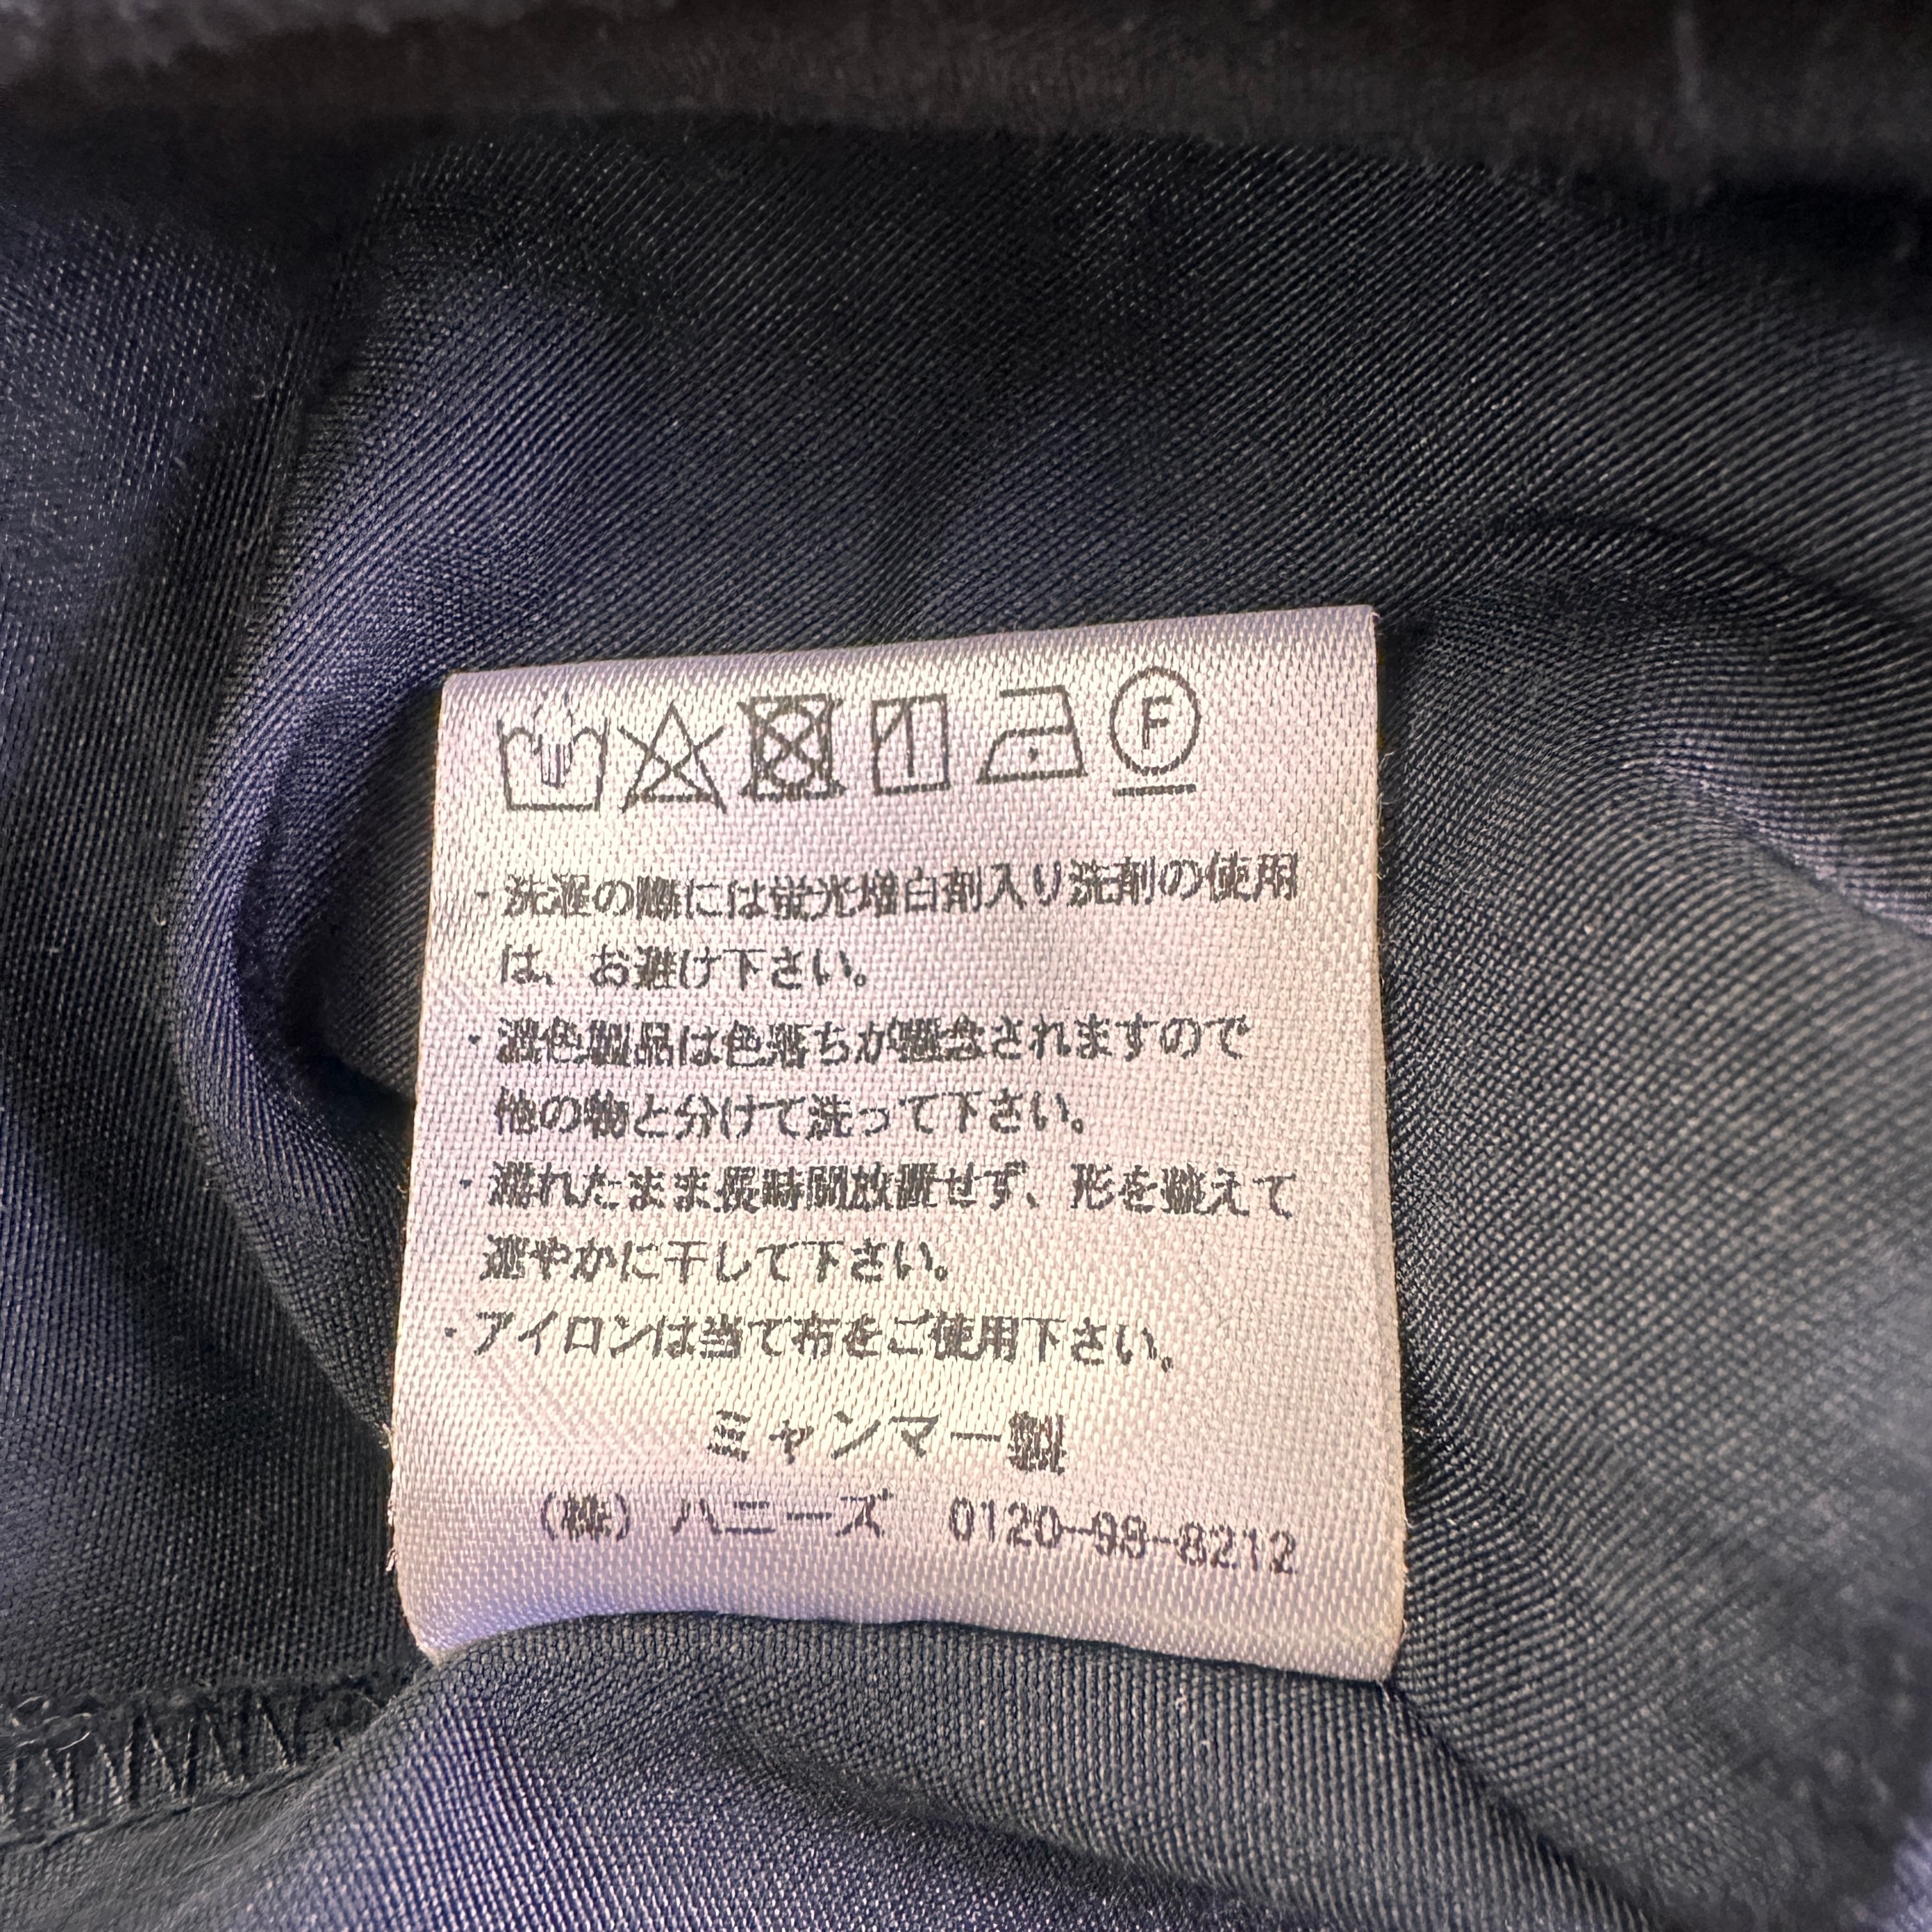 F
・洗濯の際には蛍光増白剤入り洗剤の使用
は、お避け下さい。
・濃色製品は色落ちが懸念されますので
他の物と分けて洗って下さい。
・濡れたまま長時間放置せず、形を整えて
速やかに干して下さい。
・アイロンは当て布をご使用下さい。
ミャンマー製
(株) ハニーズ 0120-98-8212